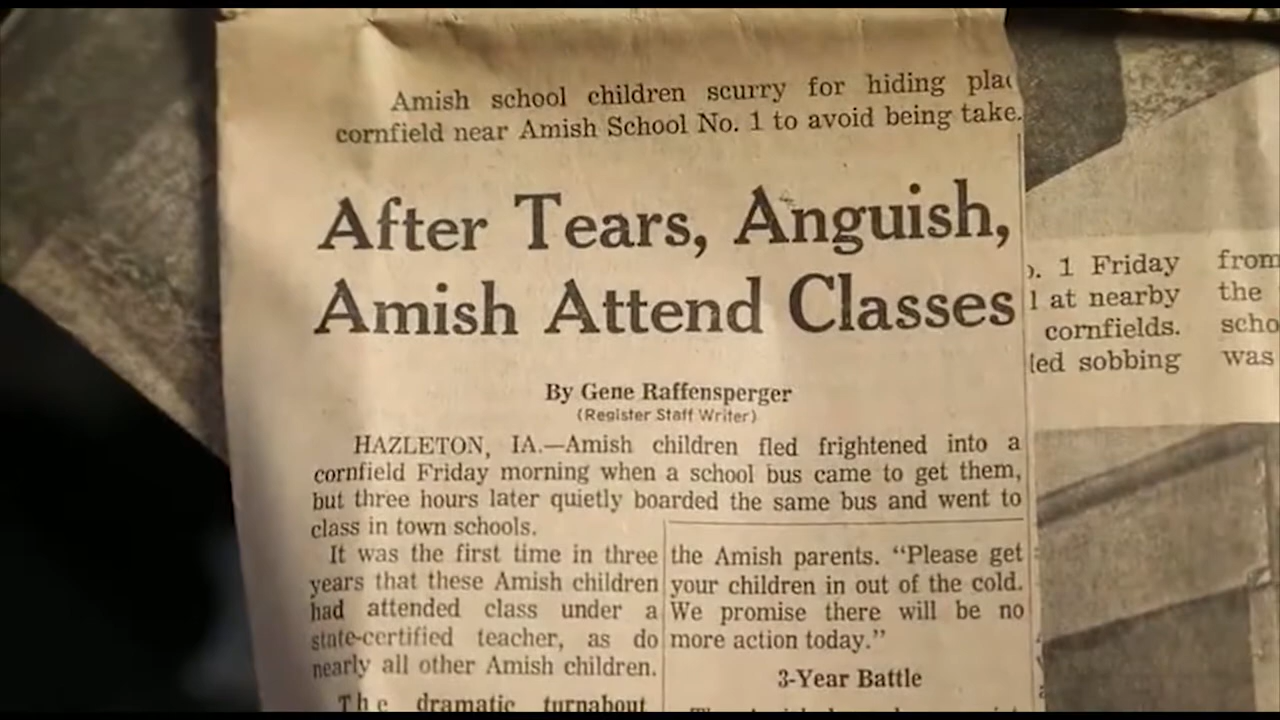 Amish school children scurry for hiding
cornfield near Amish School No. 1 to avoid being take.
After Tears, Anguish,
Amish Attend Classes
By Gene Raffensperger
(Register Staff Writer)
HAZLETON, IA.—Amish children fled frightened into a
cornfield Friday morning when a school bus came to get them,
but three hours later quietly boarded the same bus and went to
class in town schools.
It was the first time in three
years that these Amish children
had attended class under a
state-certified teacher, as do
nearly all other Amish children.
The dramatic turnabout
the Amish parents. “Please get
your children in out of the cold.
We promise there will be no
more action today.”
3-Year Battle
1 Friday
at nearby
cornfields.
sobbing
from
the
was